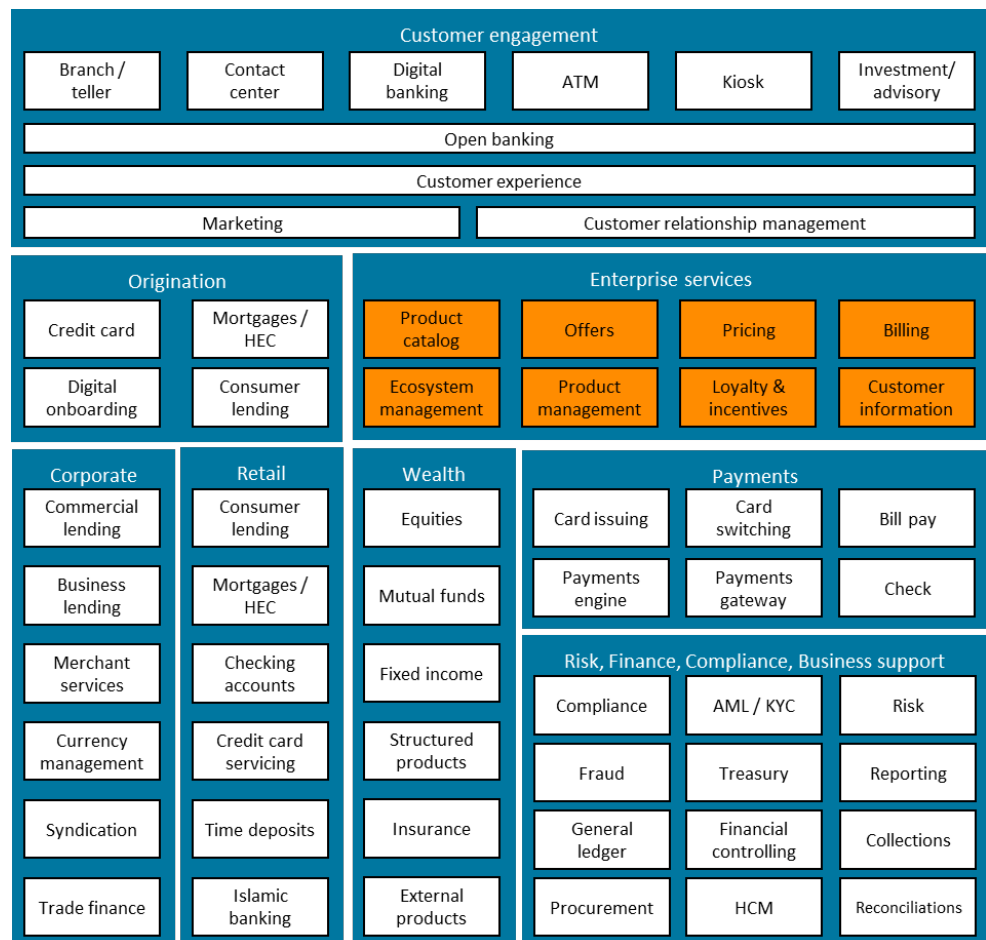 Customer engagement
Branch /
teller
Contact
center
Digital
banking
ATM
Kiosk
Investment/
advisory
Open banking
Customer experience
Marketing
Customer relationship management
Origination
Credit card
Mortgages /
HEC
Digital
onboarding
Consumer
lending
Enterprise services
Product
catalog
Offers
Pricing
Billing
Ecosystem
management
Product
management
Loyalty &
incentives
Customer
information
Corporate
Commercial
lending
Business
lending
Merchant
services
Currency
management
Syndication
Trade finance
Retail
Consumer
lending
Mortgages /
HEC
Checking
accounts
Credit card
servicing
Time deposits
Islamic
banking
Wealth
Equities
Mutual funds
Fixed income
Structured
products
Insurance
External
products
Payments
Card issuing
Card
switching
Bill pay
Payments
engine
Payments
gateway
Check
Risk, Finance, Compliance, Business support
Compliance
AML / KYC
Risk
Fraud
Treasury
Reporting
General
ledger
Financial
controlling
Collections
Procurement
HCM
Reconciliations